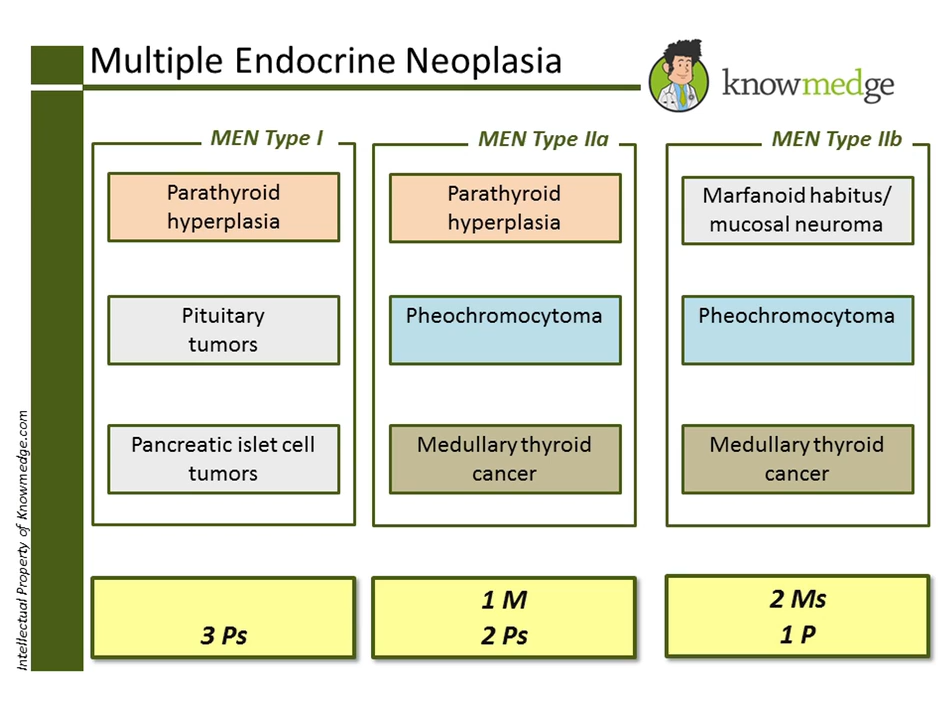 Multiple Endocrine Neoplasia
knowmedge
MEN Type I
Parathyroid
hyperplasia
Pituitary
tumors
Pancreatic islet cell
tumors
3 Ps
MEN Type IIa
Parathyroid
hyperplasia
Pheochromocytoma
Medullary thyroid
cancer
1 M
2 Ps
MEN Type IIb
Marfanoid habitus/
mucosal neuroma
Pheochromocytoma
Medullary thyroid
cancer
2 Ms
1 P
Intellectual Property of Knowmedge.com